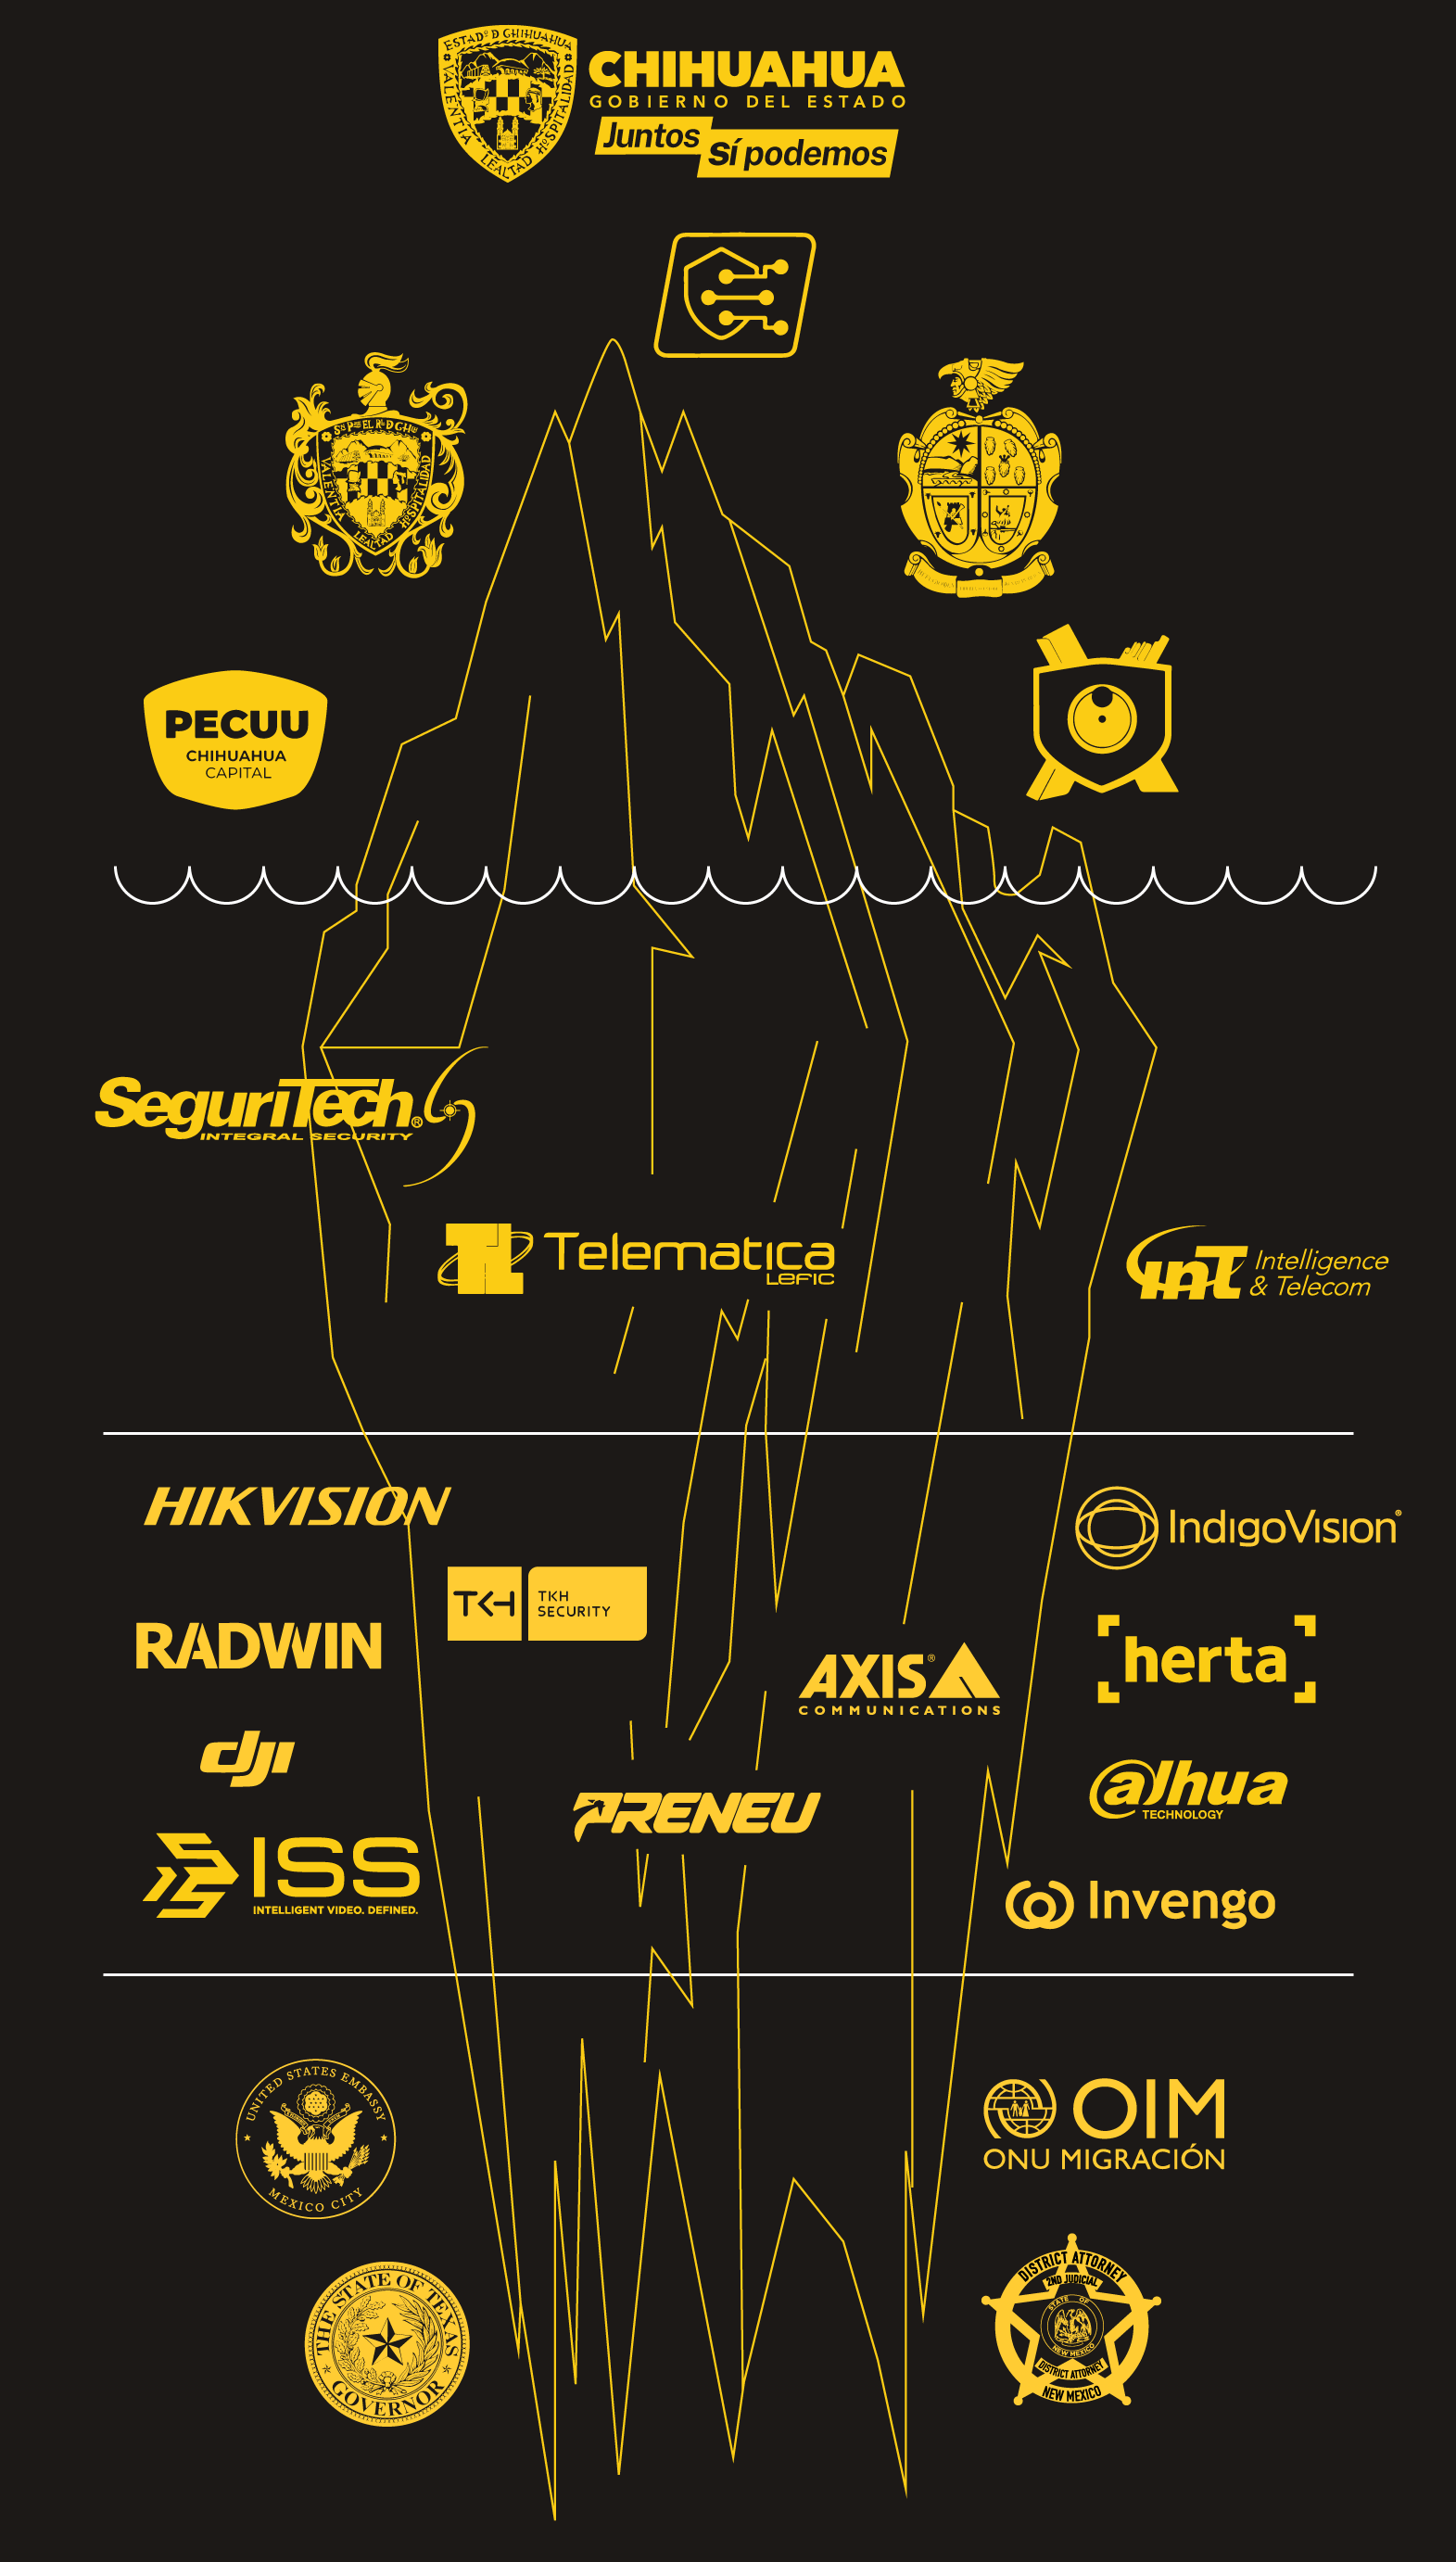 ESTADO D CHIHUAHUA
VALENTIA
LEALTAD
HOSPITALIDAD
CHIHUAHUA
GOBIERNO DEL ESTADO
Juntos
sí podemos
VALENTIA
LEALTAD
HOSPITALIDAD
PECUU
CHIHUAHUA
CAPITAL
SeguriTech®
INTEGRAL SECURITY
TL Telematica
LEFIC
inT Intelligence
& Telecom
HIKVISION
IndigoVision®
TKH TKH
SECURITY
RADWIN
herta
AXIS®
COMMUNICATIONS
dji
alhua
TECHNOLOGY
PRENEU
ISS
INTELLIGENT VIDEO. DEFINED.
Invengo
UNITED STATES EMBASSY
MEXICO CITY
OIM
ONU MIGRACIÓN
THE STATE OF TEXAS
GOVERNOR
DISTRICT ATTORNEY
2ND JUDICIAL
STATE OF
NEW MEXICO
DISTRICT ATTORNEY
NEW MEXICO